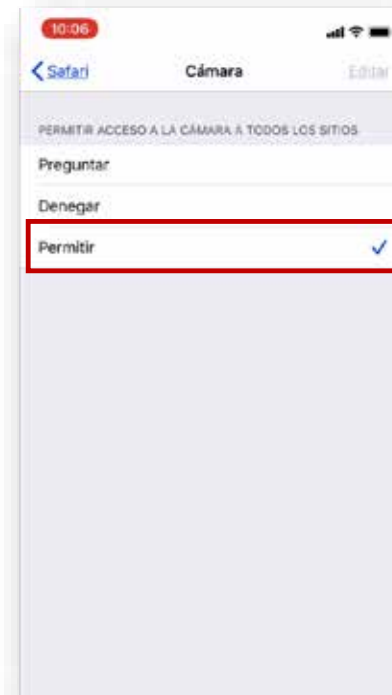 10:06
Safari
Cámara
Editar
PERMITIR ACCESO A LA CÁMARA A TODOS LOS SITIOS
Preguntar
Denegar
Permitir